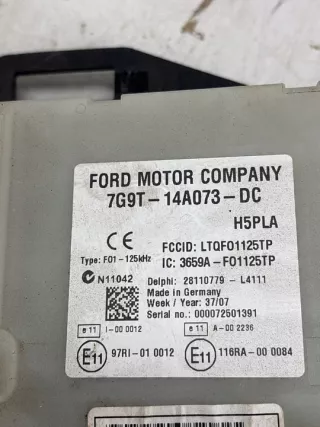 FORD MOTOR COMPANY
7G9T-14A073-DC
H5PLA
CE
FCCID: LTQFO1125TP
Type: FO1-125kHz
IC: 3659A-FO1125TP
N11042
Delphi: 28110779 - L4111
Made in Germany
Week / Year: 37/07
Serial No.: 000072501391
e11 I-00 0012
e11 A-00 2236
E11 97RI-01 0012
E11 116RA-00 0084